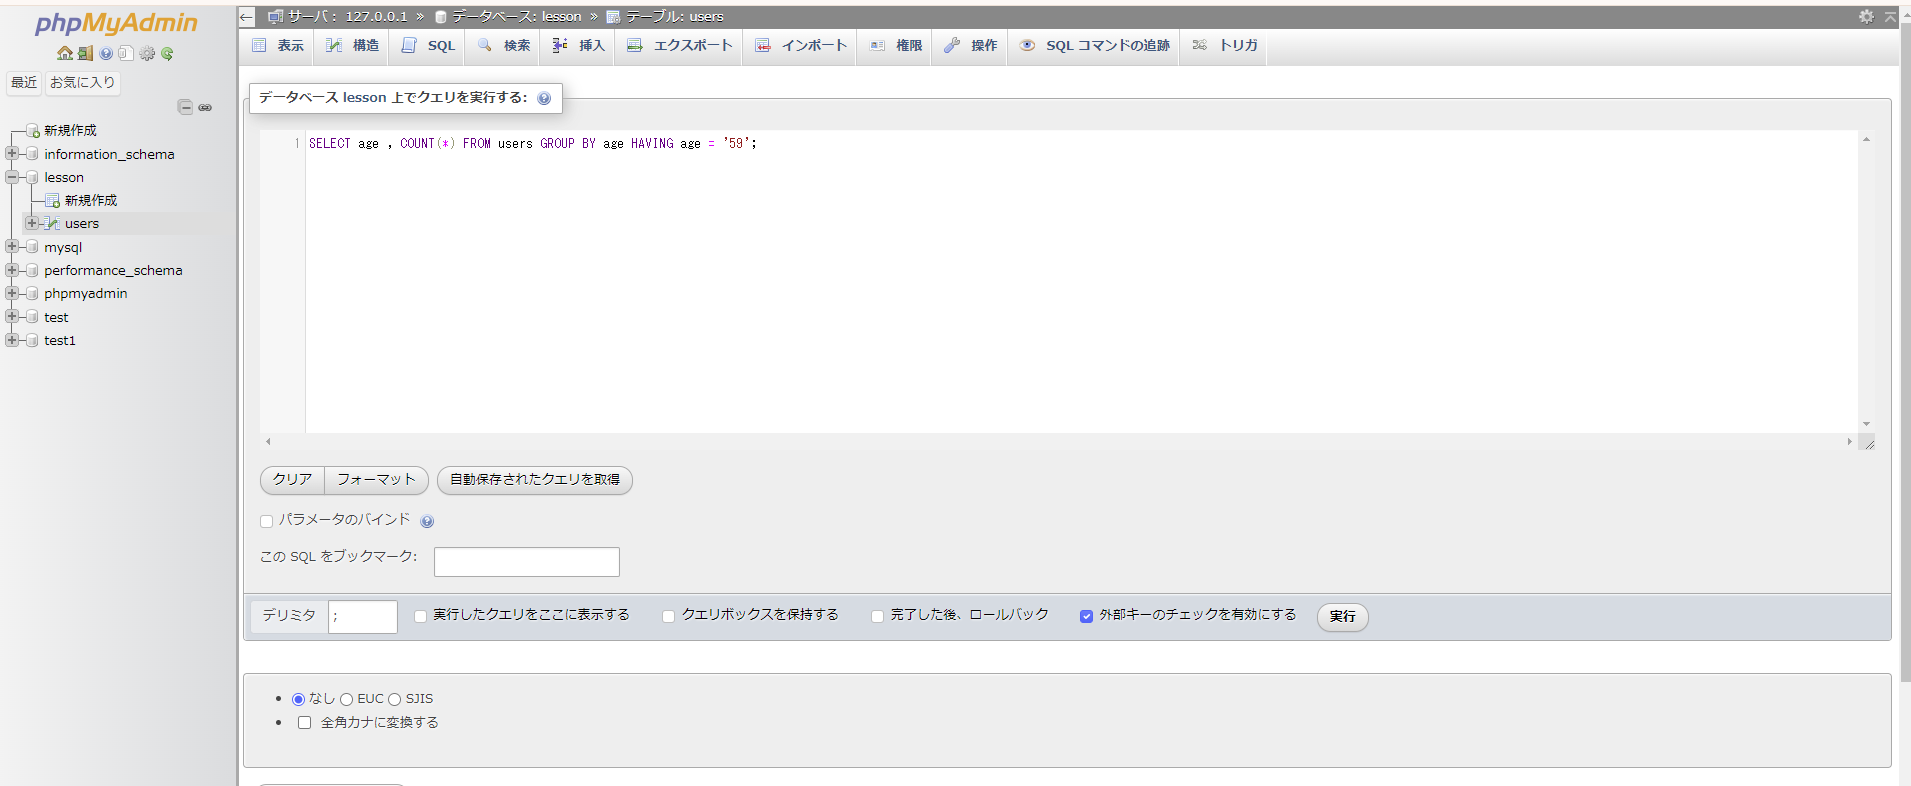 phpMyAdmin
最近 お気に入り
新規作成
information_schema
lesson
新規作成
users
mysql
performance_schema
phpmyadmin
test
test1
サーバ： 127.0.0.1 » データベース: lesson » テーブル: users
表示 構造 SQL 検索 挿入 エクスポート インポート 権限 操作 SQL コマンドの追跡 トリガ
データベース lesson 上でクエリを実行する:
1 SELECT age , COUNT(*) FROM users GROUP BY age HAVING age = '59';
クリア フォーマット 自動保存されたクエリを取得
パラメータのバインド
この SQL をブックマーク:
デリミタ ; 実行したクエリをここに表示する クエリボックスを保持する 完了した後、ロールバック 外部キーのチェックを有効にする 実行
なし EUC SJIS
全角カナに変換する